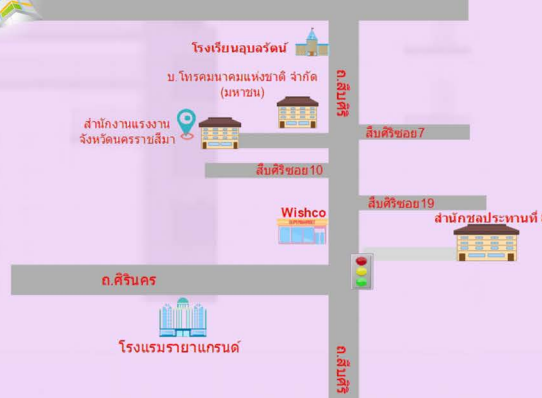 โรงเรียนอุบลรัตน์
บ.โทรคมนาคมแห่งชาติ จำกัด
(มหาชน)
ถ.สืบศิริ
สำนักงานแรงงาน
จังหวัดนครราชสีมา
สืบศิริซอย7
สืบศิริซอย10
สืบศิริซอย19
Wishco
สำนักชลประทานที่
ถ.ศิรินคร
โรงแรมรายาแกรนด์
ถ.สืบศิริ